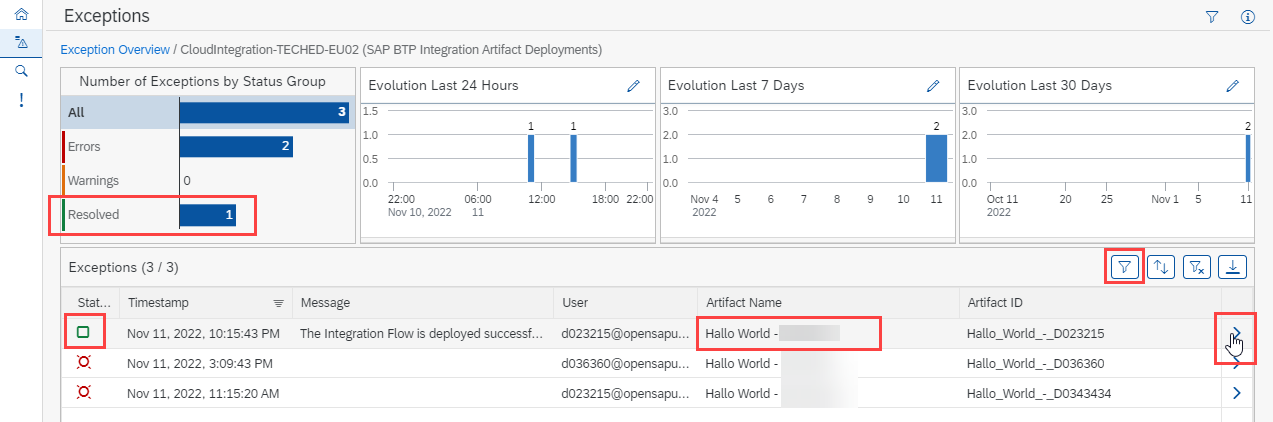 Exceptions
Exception Overview / CloudIntegration-TECHED-EU02 (SAP BTP Integration Artifact Deployments)
Number of Exceptions by Status Group
All 3
Errors 2
Warnings 0
Resolved 1
Evolution Last 24 Hours
1.5
1.0
0.5
0.0
1 1
22:00 06:00 12:00 18:00 22:00
Nov 10, 2022 11
Evolution Last 7 Days
3.0
2.0
1.0
0.0
2
Nov 4 5 6 7 8 9 10 11
2022
Evolution Last 30 Days
3.0
2.0
1.0
0.0
2
Oct 11 20 25 Nov 1 5 11
2022
Exceptions (3 / 3)
Stat... Timestamp Message User Artifact Name Artifact ID
Nov 11, 2022, 10:15:43 PM The Integration Flow is deployed successf... d023215@opensapu... Hallo World - Hallo_World_-_D023215
Nov 11, 2022, 3:09:43 PM d036360@opensapu... Hallo World - Hallo_World_-_D036360
Nov 11, 2022, 11:15:20 AM d023215@opensapu... Hallo World - Hallo_World_-_D0343434